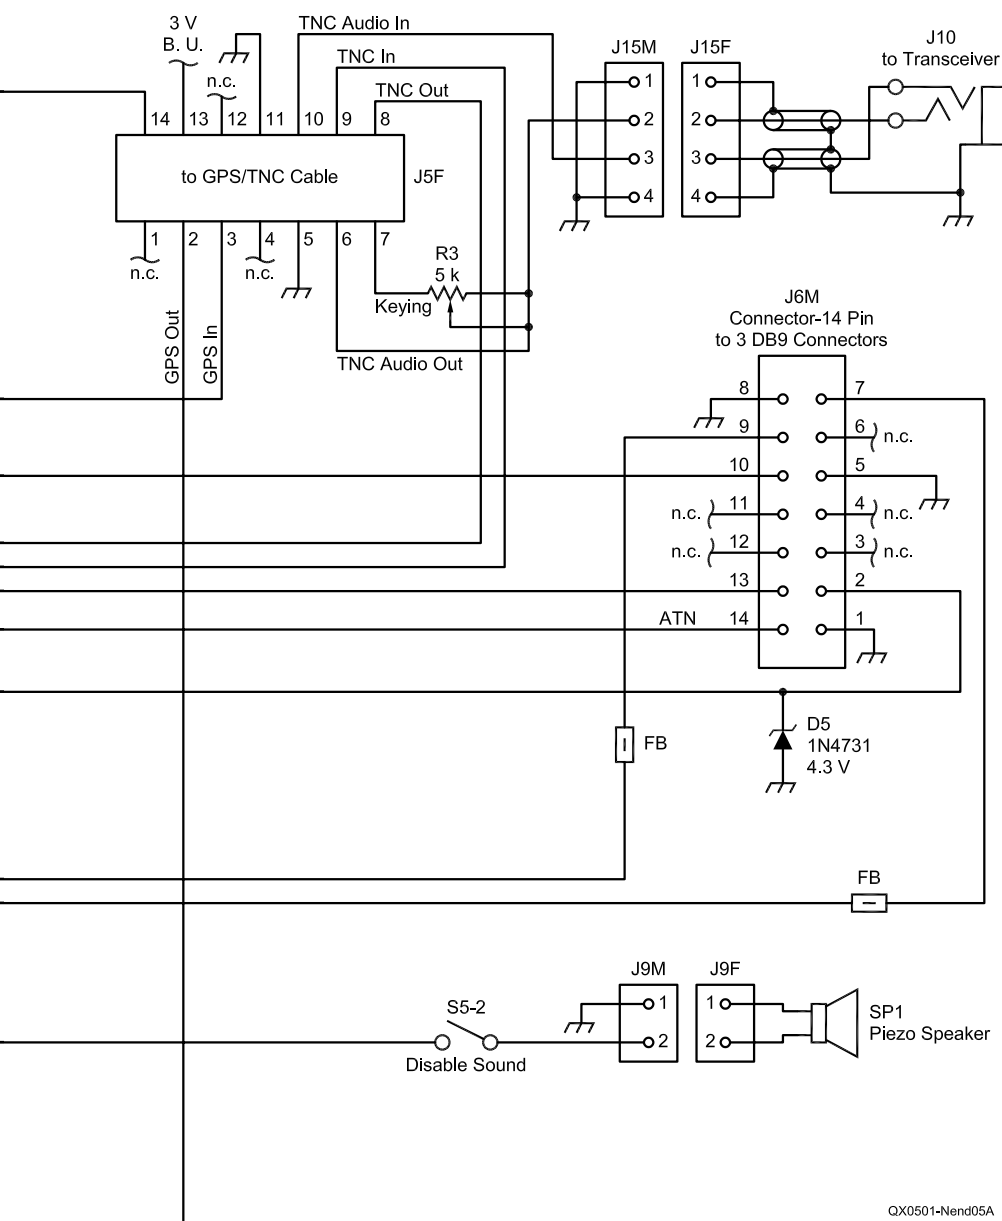 3 V
B. U.
n.c.
TNC Audio In
TNC In
TNC Out
14 13 12 11 10 9 8
to GPS/TNC Cable
J5F
1 2 3 4 5 6 7
n.c.
n.c.
GPS Out
GPS In
R3
5 k
Keying
TNC Audio Out
J15M
1
2
3
4
J15F
1
2
3
4
J10
to Transceiver
J6M
Connector-14 Pin
to 3 DB9 Connectors
8 7
9 6 n.c.
10 5
n.c. 11 4 n.c.
n.c. 12 3 n.c.
13 2
ATN 14 1
D5
1N4731
4.3 V
FB
FB
J9M
1
2
J9F
1
2
S5-2
Disable Sound
SP1
Piezo Speaker
QX0501-Nend05A